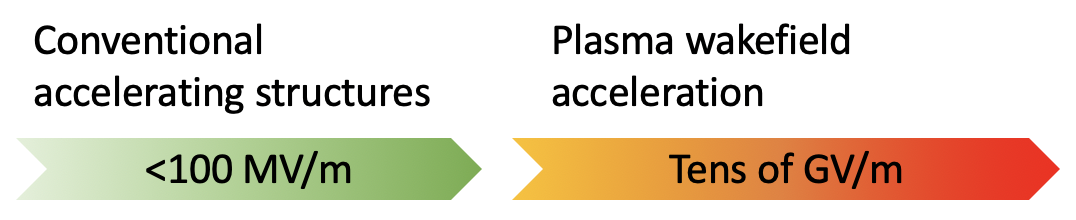 Conventional
accelerating structures
<100 MV/m
Plasma wakefield
acceleration
Tens of GV/m